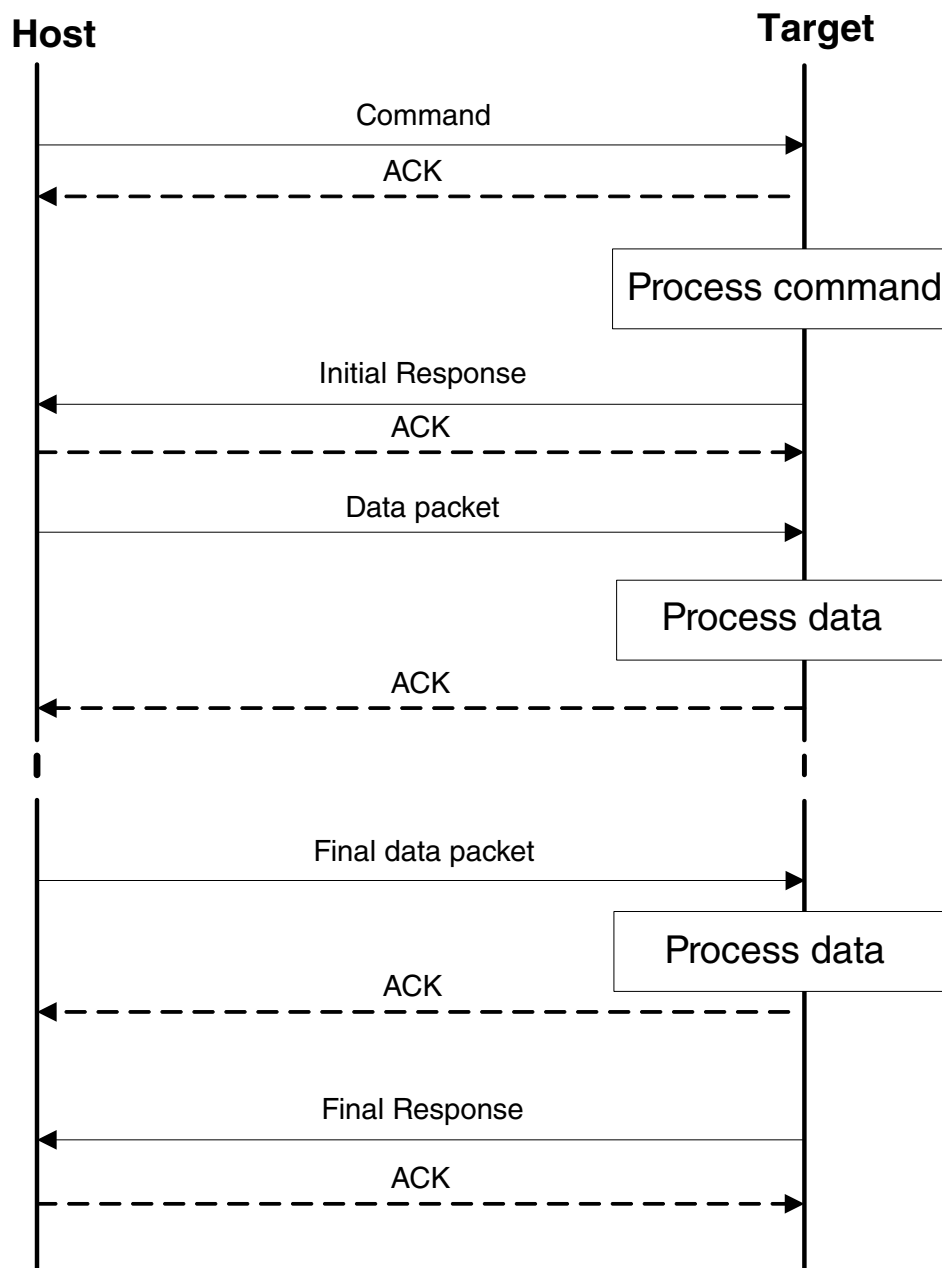 Host
Target
Command
ACK
Process command
Initial Response
ACK
Data packet
Process data
ACK
Final data packet
Process data
ACK
Final Response
ACK